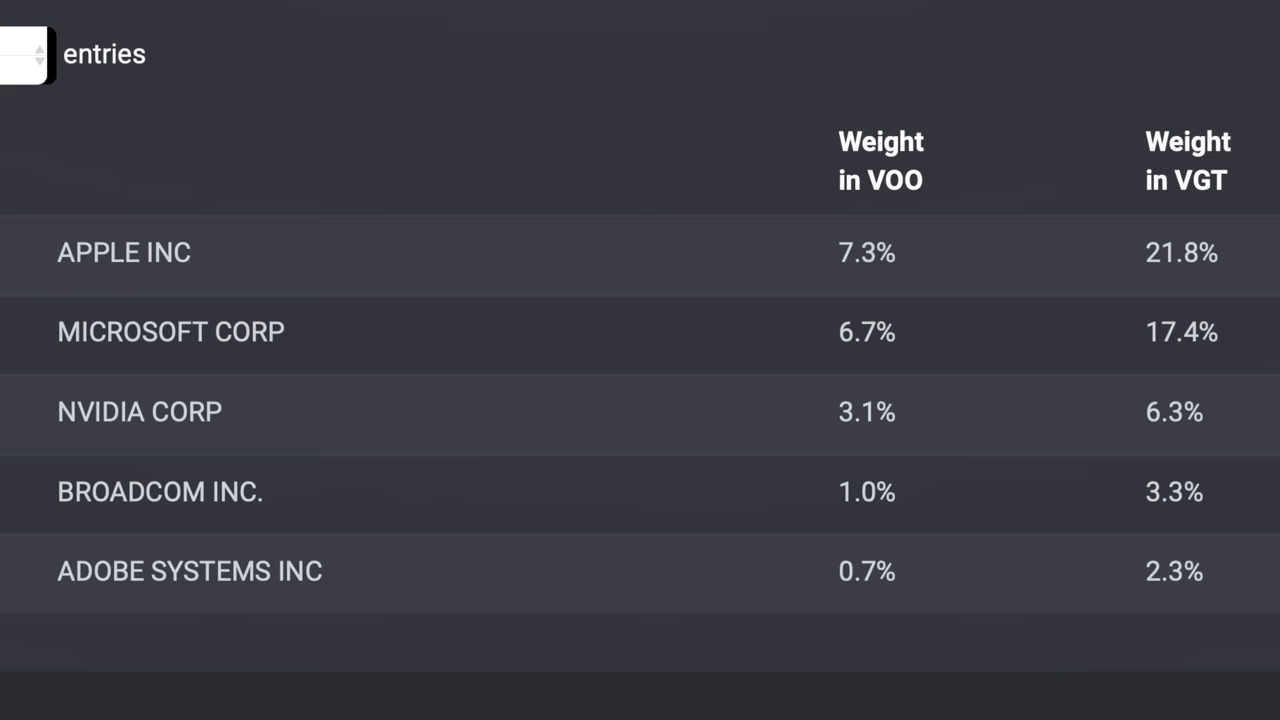 entries
Weight in VOO Weight in VGT
APPLE INC 7.3% 21.8%
MICROSOFT CORP 6.7% 17.4%
NVIDIA CORP 3.1% 6.3%
BROADCOM INC. 1.0% 3.3%
ADOBE SYSTEMS INC 0.7% 2.3%